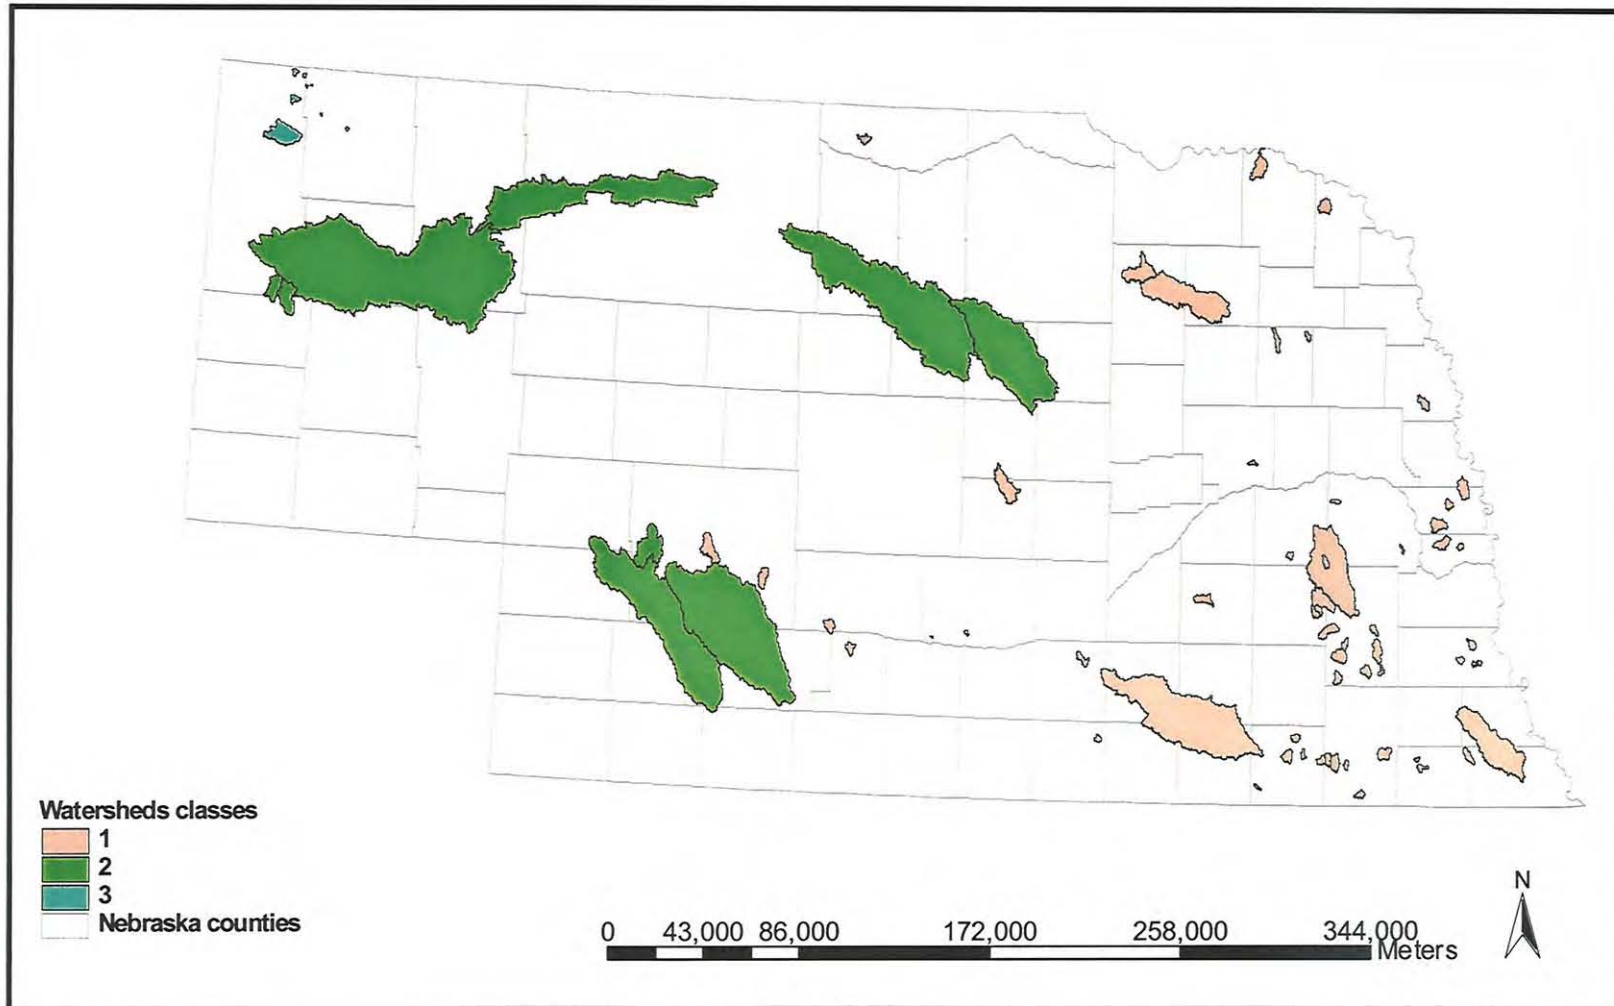 Watersheds classes
1
2
3
Nebraska counties
0 43,000 86,000 172,000 258,000 344,000
Meters
N